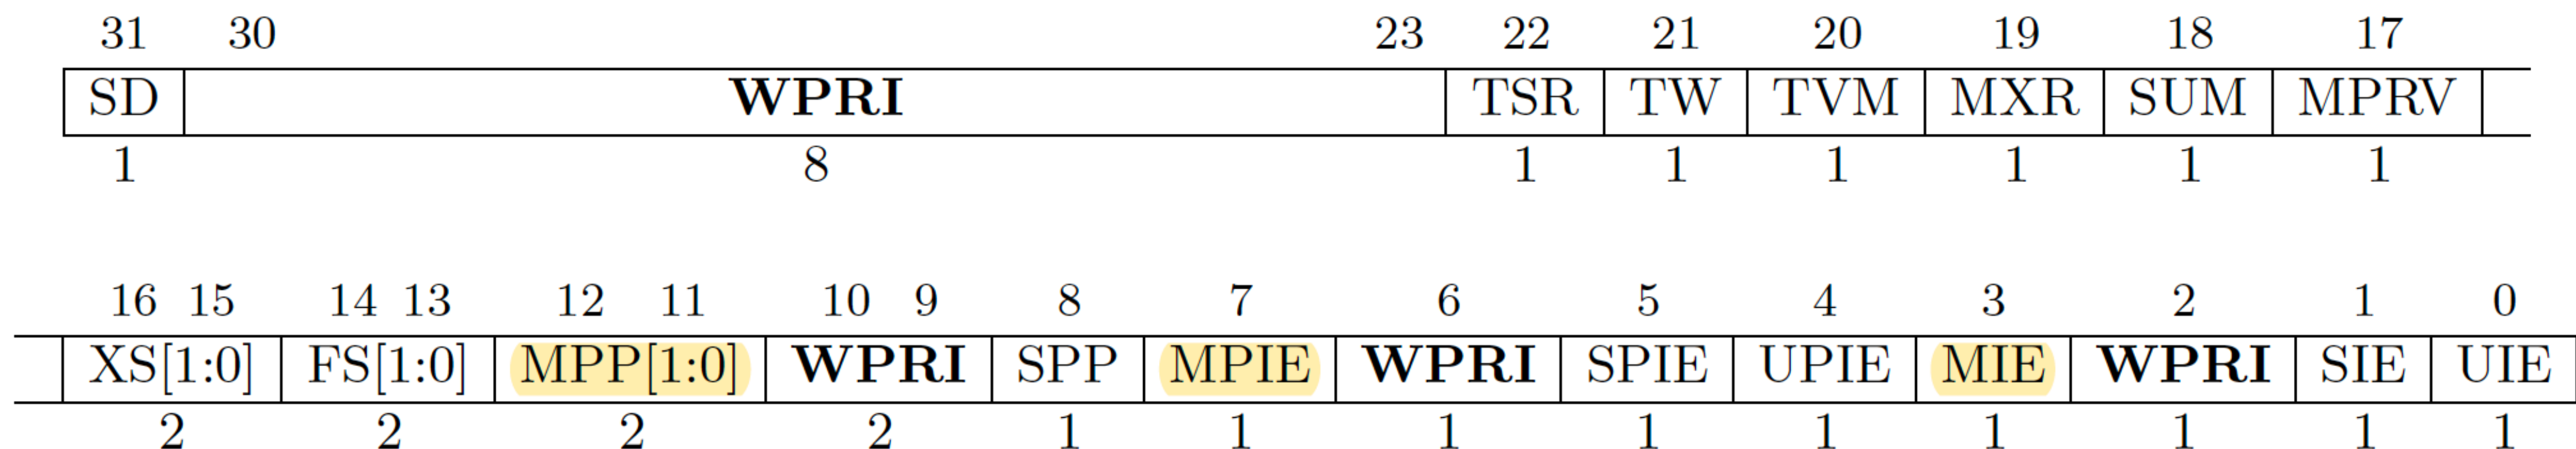 31 30 23 22 21 20 19 18 17
SD WPRI TSR TW TVM MXR SUM MPRV
1 8 1 1 1 1 1 1
16 15 14 13 12 11 10 9 8 7 6 5 4 3 2 1 0
XS[1:0] FS[1:0] MPP[1:0] WPRI SPP MPIE WPRI SPIE UPIE MIE WPRI SIE UIE
2 2 2 2 1 1 1 1 1 1 1 1 1